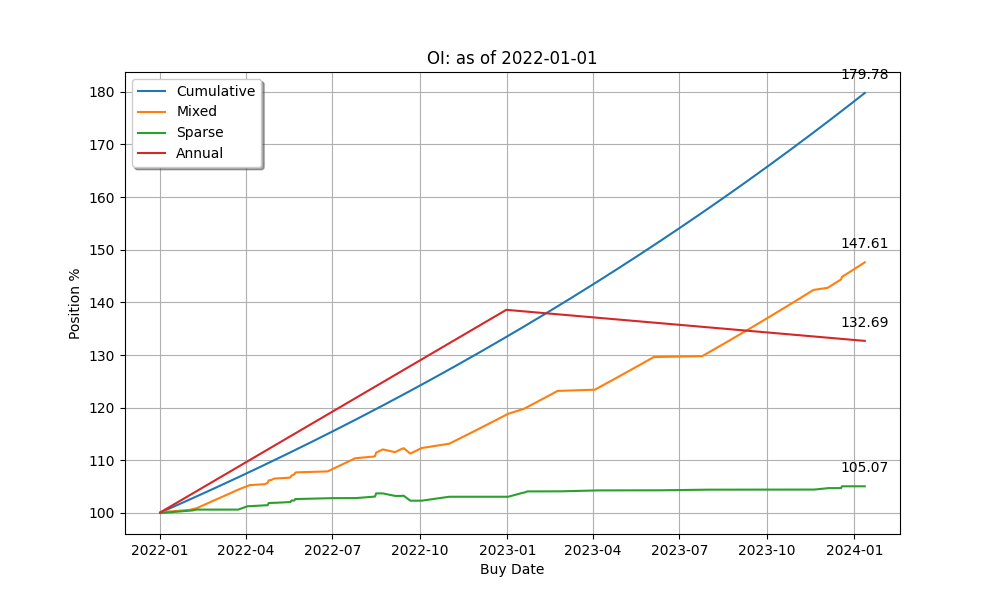 OI: as of 2022-01-01
179.78
Cumulative
Mixed
Sparse
Annual
147.61
132.69
105.07
180
170
160
150
140
130
120
110
100
Position %
2022-01 2022-04 2022-07 2022-10 2023-01 2023-04 2023-07 2023-10 2024-01
Buy Date